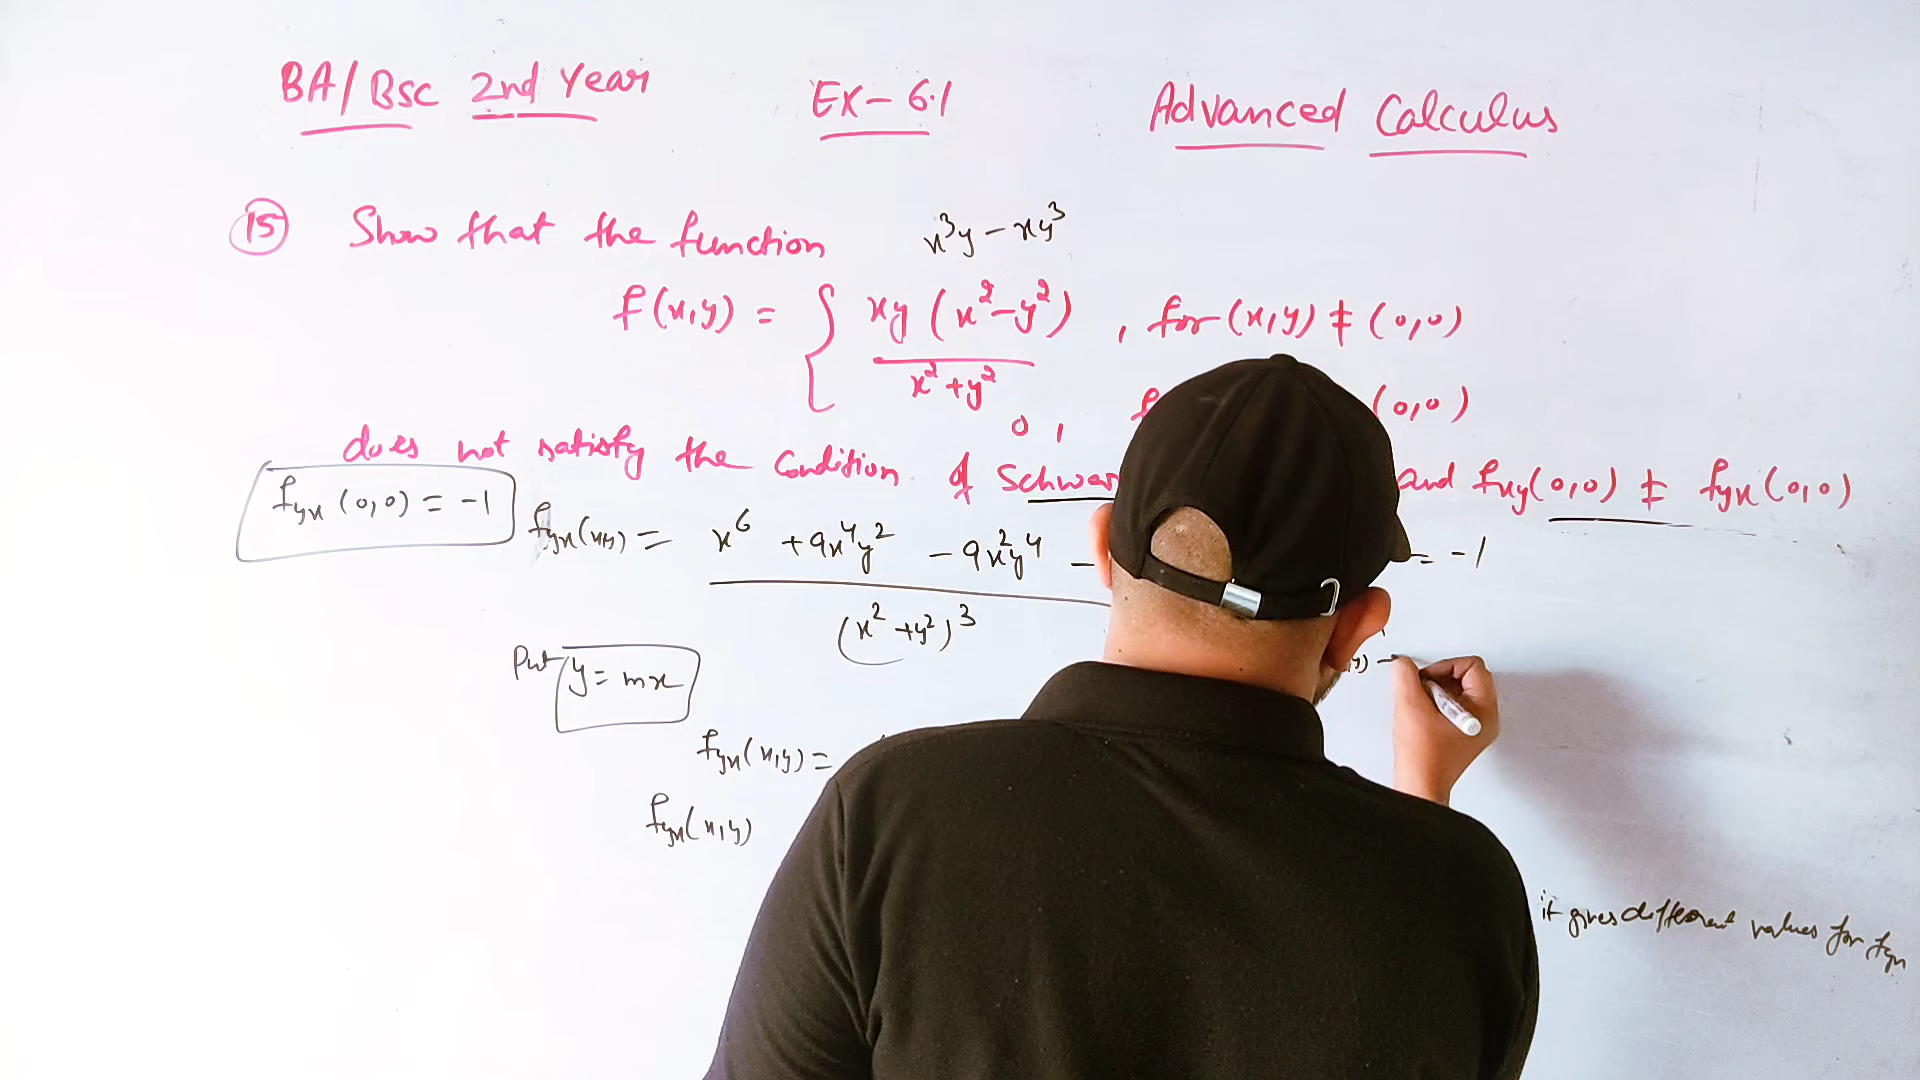 BA/BSC 2nd Year EX-6.1 Advanced Calculus
15 Show that the function x³y - xy³
f(x,y) = { xy(x²-y²) , for (x,y) ≠ (0,0)
x²+y²
0, (0,0)
does not satisfy the condition of and fxy(0,0) ≠ fyx(0,0)
fyx(0,0) = -1
fyx(x,y) = x⁶ + 9x⁴y² - 9x²y⁴ - = -1
(x²+y²)³
Put y = mx
fyx(x,y) =
fyx(x,y)
it gives different values for fyx